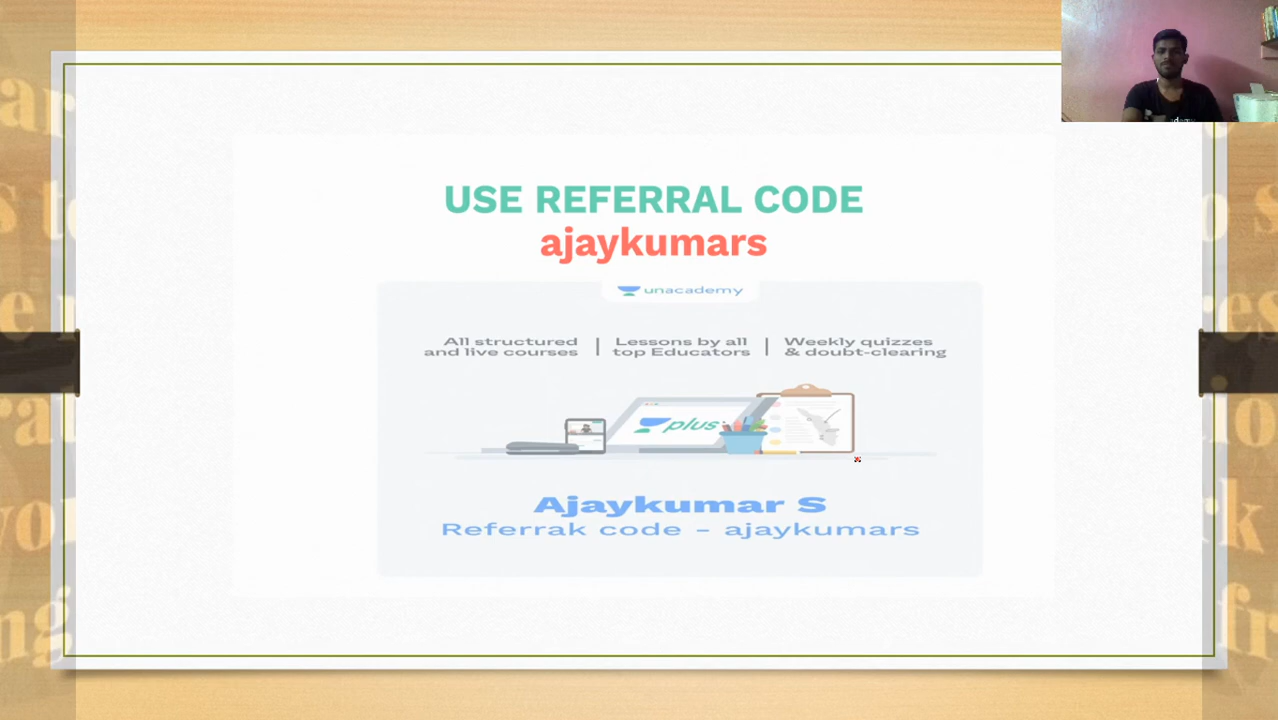 USE REFERRAL CODE
ajaykumars
unacademy
All structured
and live courses
Lessons by all
top Educators
Weekly quizzes
& doubt-clearing
plus
Ajaykumar S
Referrak code – ajaykumars